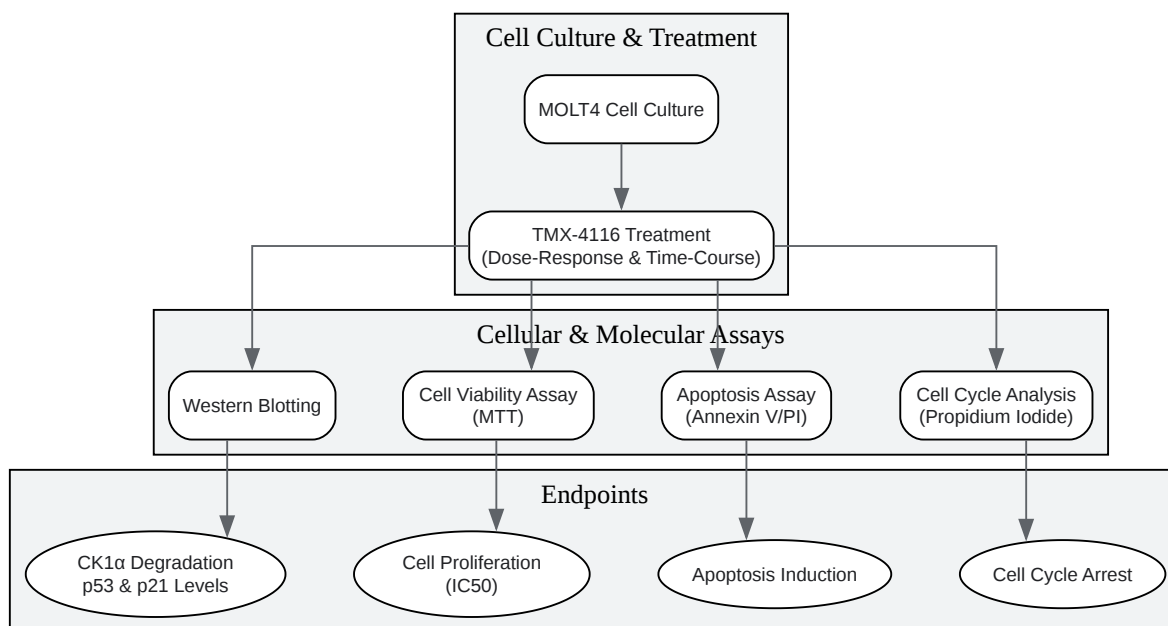 Cell Culture & Treatment
MOLT4 Cell Culture
TMX-4116 Treatment
(Dose-Response & Time-Course)
Cellular & Molecular Assays
Western Blotting
Cell Viability Assay
(MTT)
Apoptosis Assay
(Annexin V/PI)
Cell Cycle Analysis
(Propidium Iodide)
Endpoints
CK1α Degradation
p53 & p21 Levels
Cell Proliferation
(IC50)
Apoptosis Induction
Cell Cycle Arrest